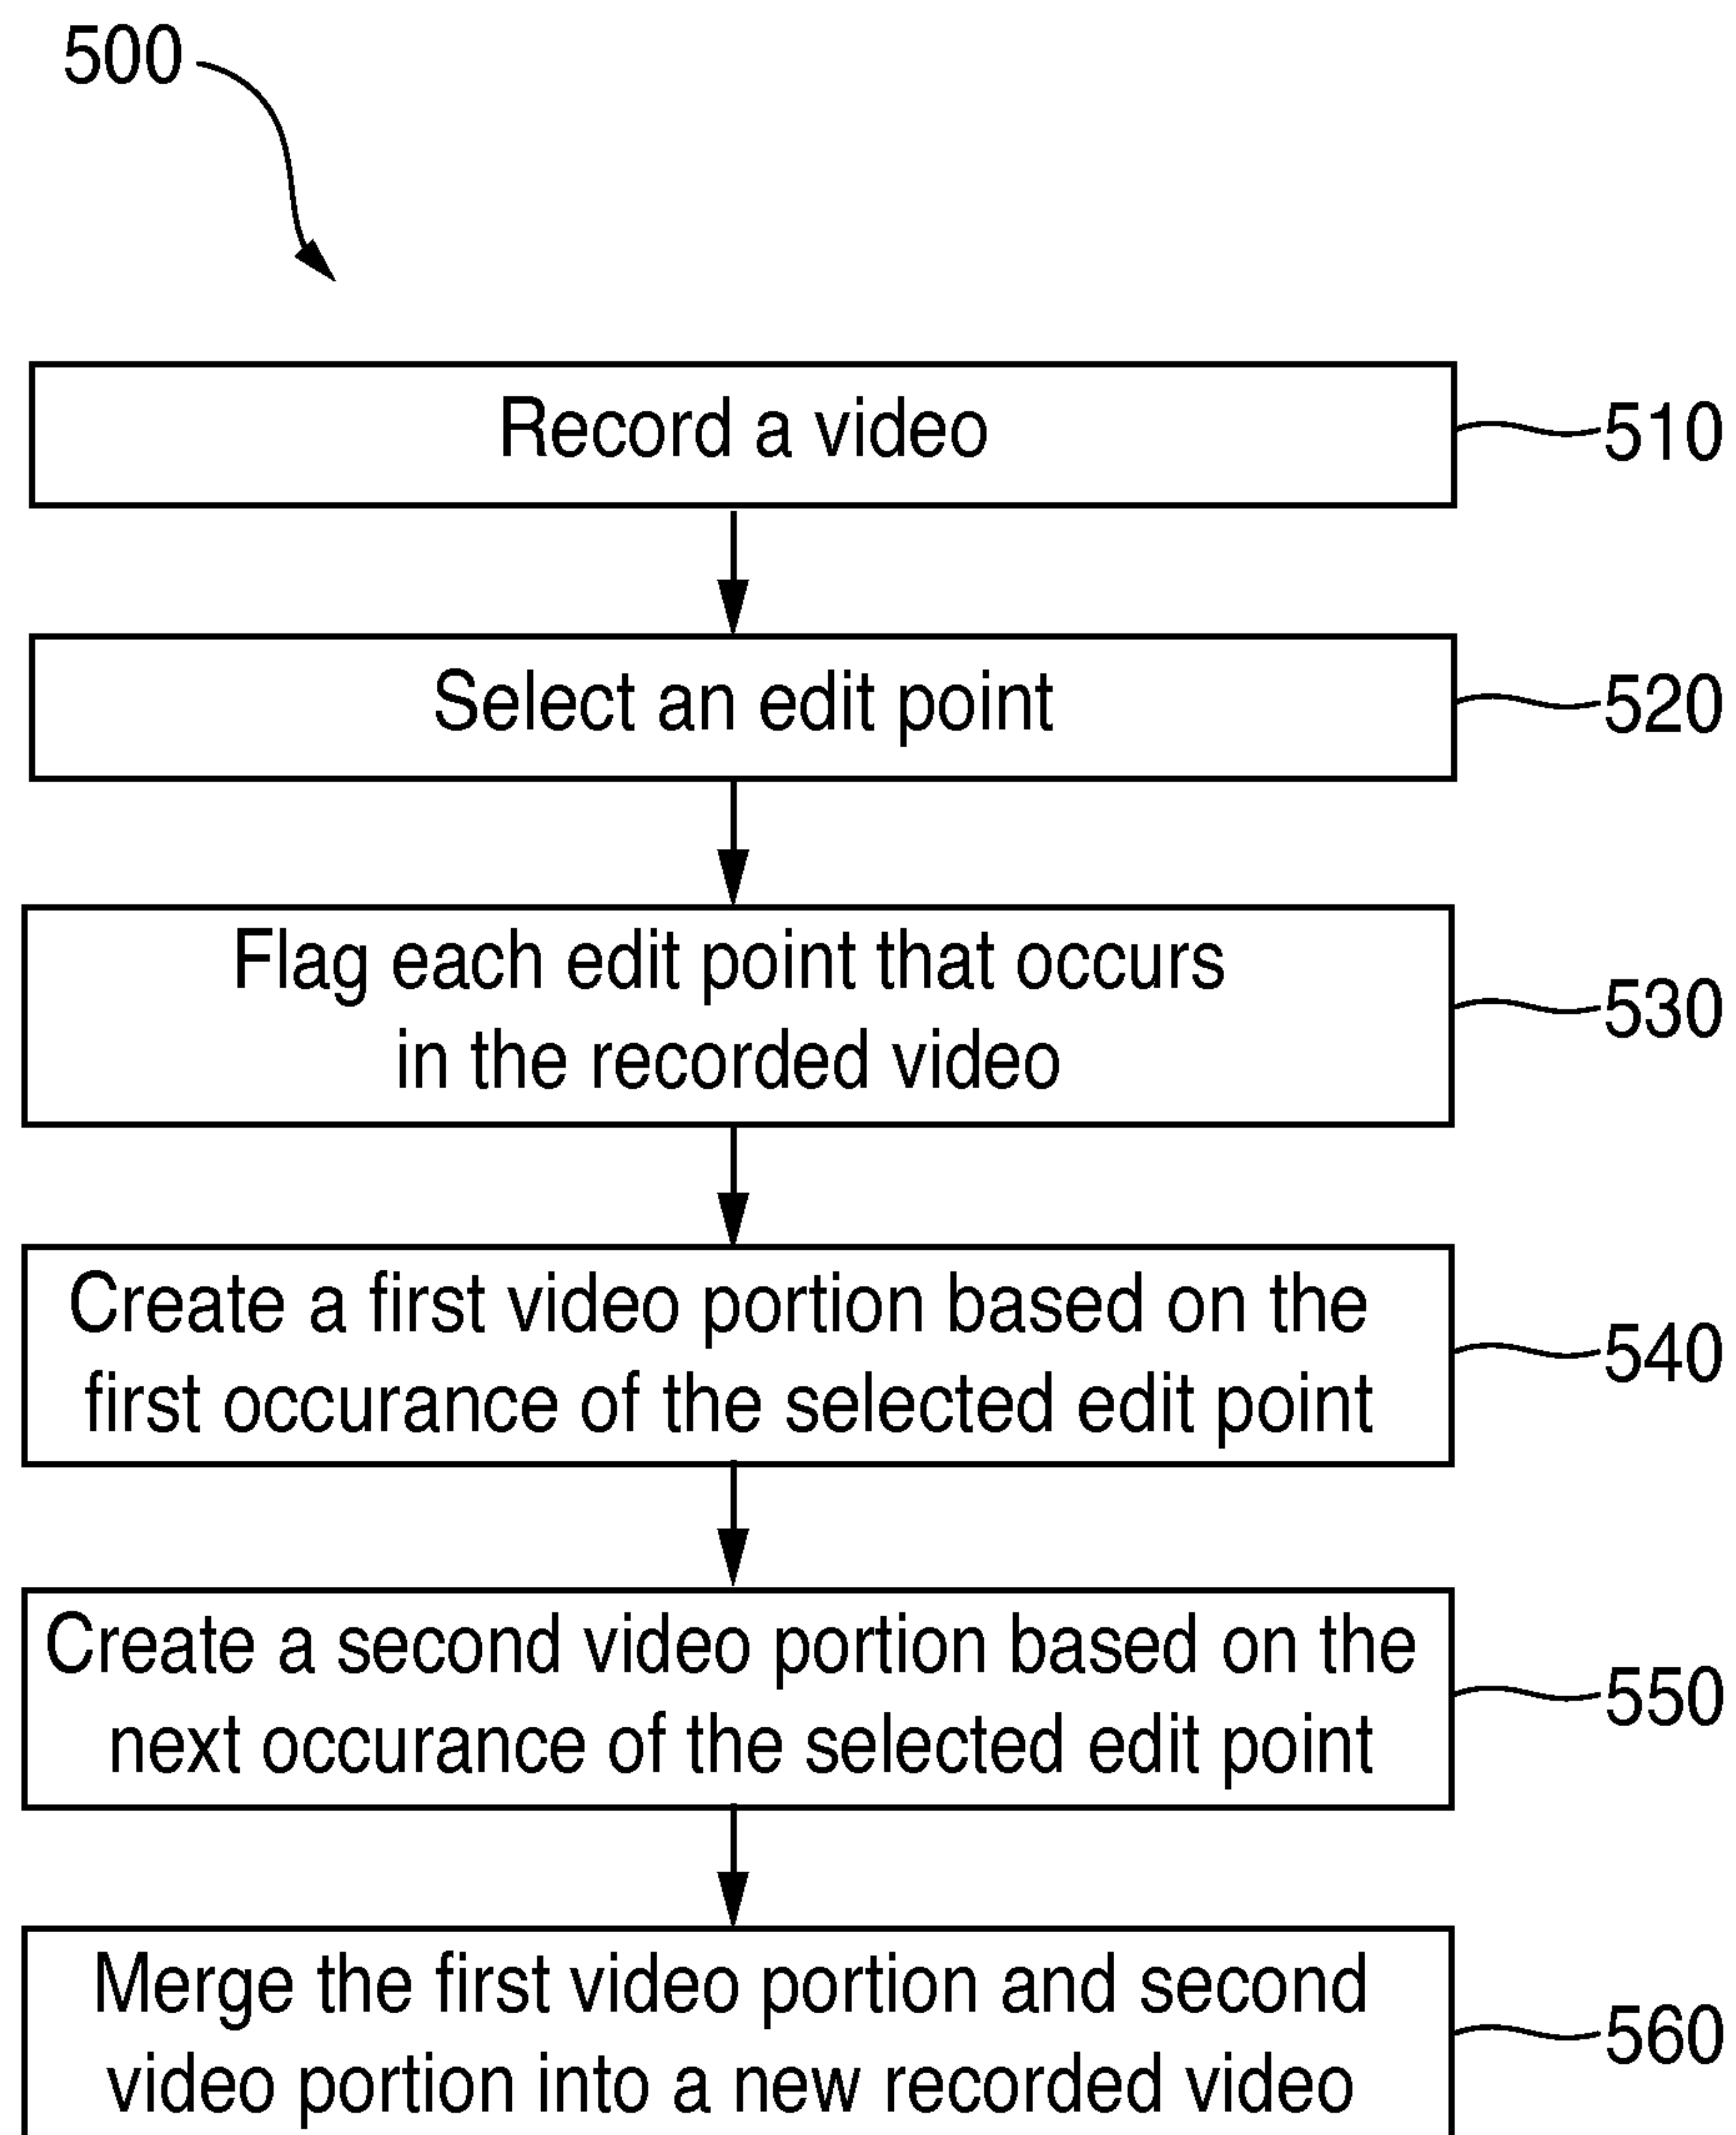 500
Record a video
510
Select an edit point
520
Flag each edit point that occurs
in the recorded video
530
Create a first video portion based on the
first occurance of the selected edit point
540
Create a second video portion based on the
next occurance of the selected edit point
550
Merge the first video portion and second
video portion into a new recorded video
560